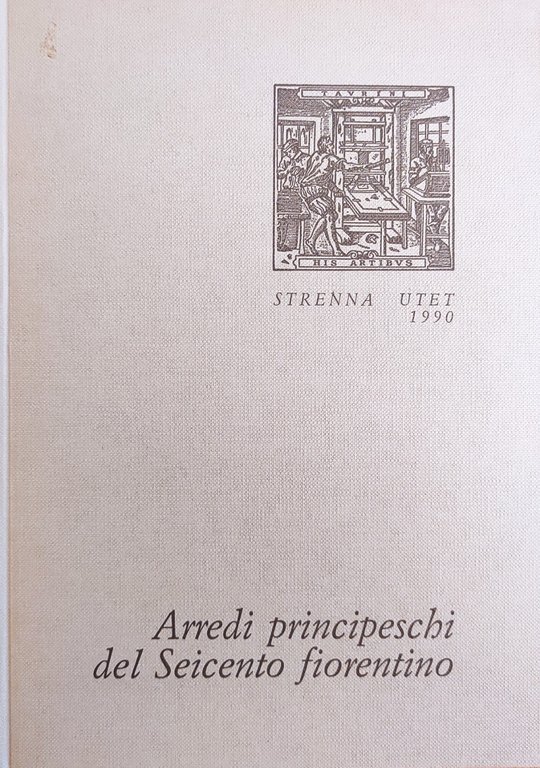 TAVRINI
HIS ARTIBVS
STRENNA UTET
1990
Arredi principeschi
del Seicento fiorentino